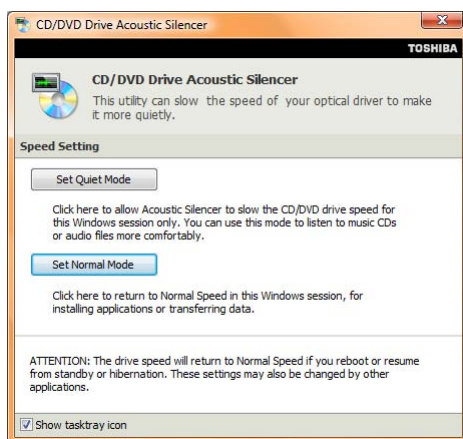 CD/DVD Drive Acoustic Silencer
TOSHIBA
CD/DVD Drive Acoustic Silencer
This utility can slow the speed of your optical driver to make
it more quietly.
Speed Setting
Set Quiet Mode
Click here to allow Acoustic Silencer to slow the CD/DVD drive speed for
this Windows session only. You can use this mode to listen to music CDs
or audio files more comfortably.
Set Normal Mode
Click here to return to Normal Speed in this Windows session, for
installing applications or transferring data.
ATTENTION: The drive speed will return to Normal Speed if you reboot or resume
from standby or hibernation. These settings may also be changed by other
applications.
Show tasktray icon